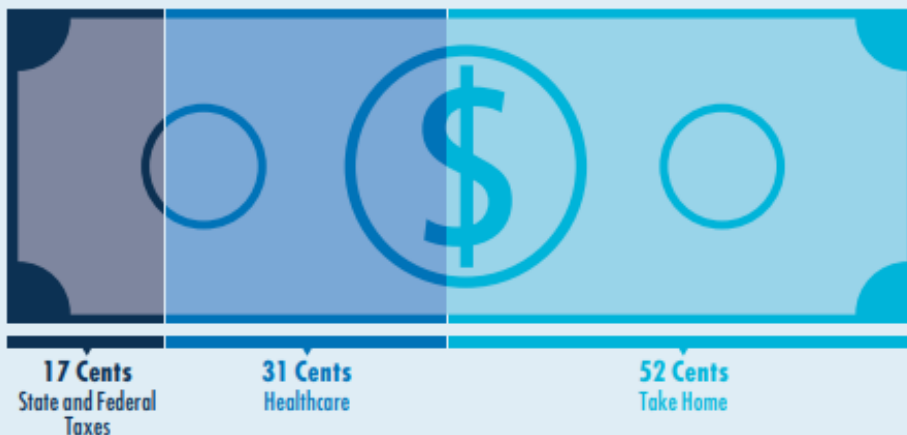 $
17 Cents
State and Federal
Taxes
31 Cents
Healthcare
52 Cents
Take Home